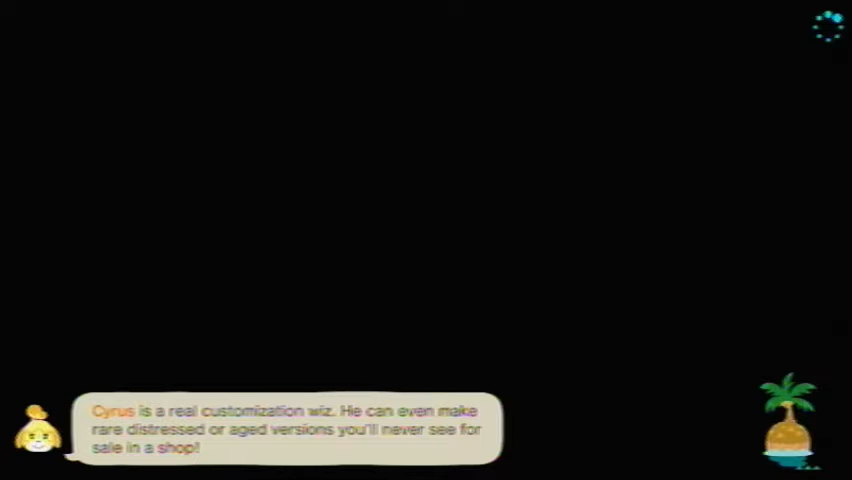 Cyrus is a real customization wiz. He can even make
rare distressed or aged versions you'll never see for
sale in a shop!